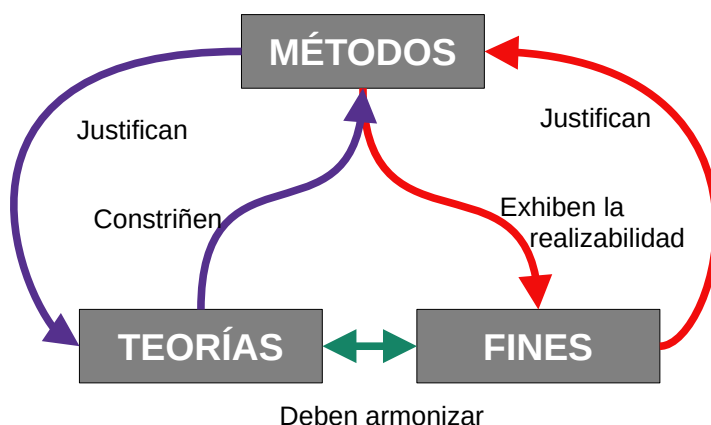 MÉTODOS
Justifican
Justifican
Constriñen
Exhiben la
realizabilidad
TEORÍAS
FINES
Deben armonizar